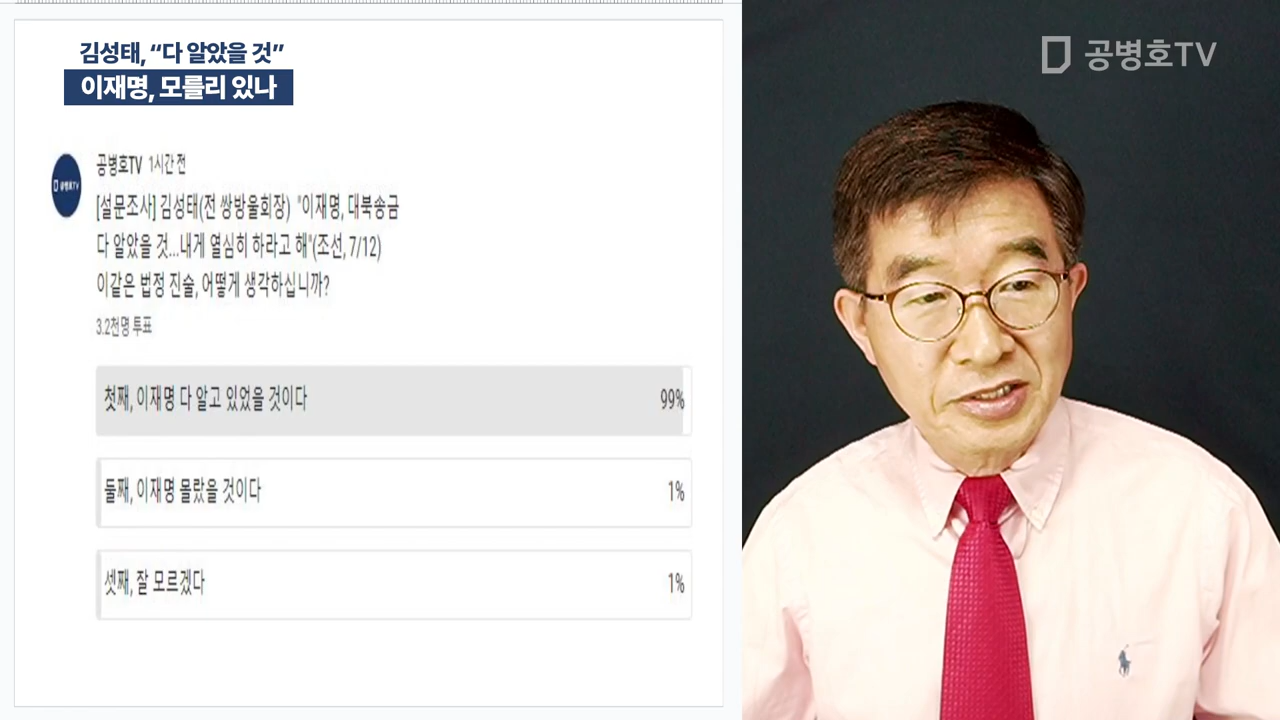 김성태, “다 알았을 것”
이재명, 모를리 있나
공병호TV
공병호TV
공병호TV 1시간 전
[설문조사] 김성태(전 쌍방울회장) "이재명, 대북송금
다 알았을 것...내게 열심히 하라고 해"(조선, 7/12)
이같은 법정 진술, 어떻게 생각하십니까?
3.2천명 투표
첫째, 이재명 다 알고 있었을 것이다 99%
둘째, 이재명 몰랐을 것이다 1%
셋째, 잘 모르겠다 1%